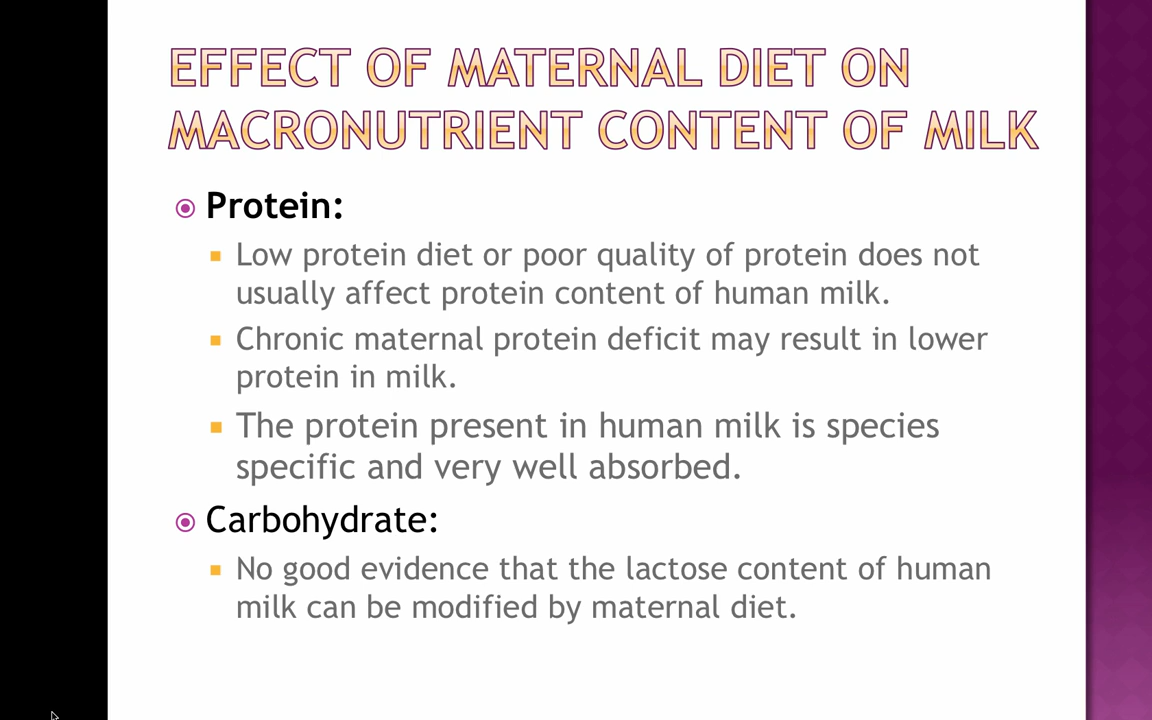 EFFECT OF MATERNAL DIET ON
MACRONUTRIENT CONTENT OF MILK
Protein:
Low protein diet or poor quality of protein does not
usually affect protein content of human milk.
Chronic maternal protein deficit may result in lower
protein in milk.
The protein present in human milk is species
specific and very well absorbed.
Carbohydrate:
No good evidence that the lactose content of human
milk can be modified by maternal diet.